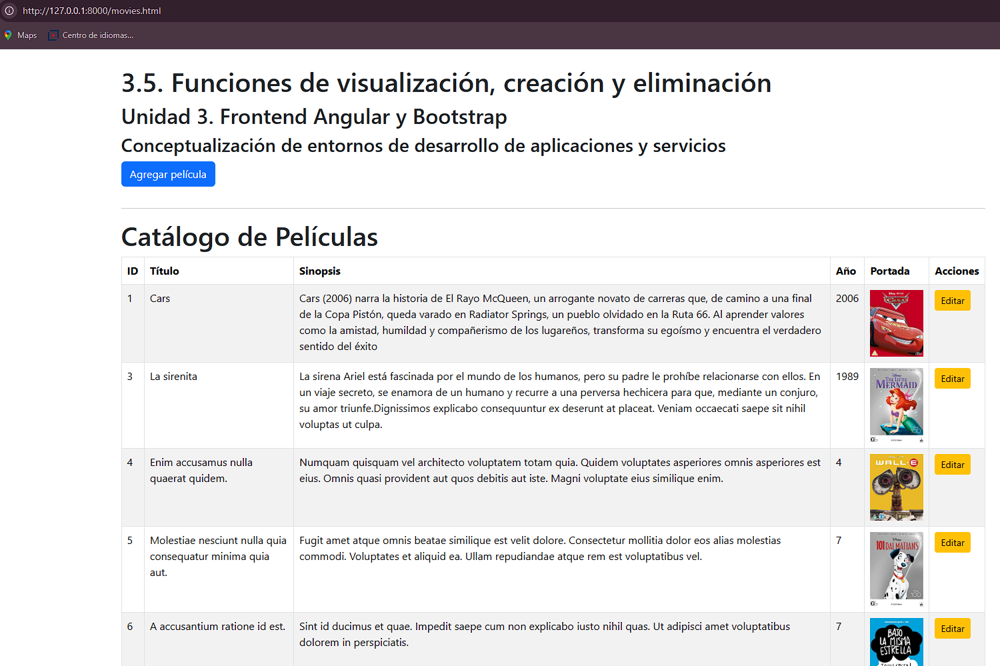 http://127.0.0.1:8000/movies.html
Maps
Centro de idiomas...
3.5. Funciones de visualización, creación y eliminación
Unidad 3. Frontend Angular y Bootstrap
Conceptualización de entornos de desarrollo de aplicaciones y servicios
Agregar película
Catálogo de Películas
ID Título Sinopsis Año Portada Acciones
1 Cars Cars (2006) narra la historia de El Rayo McQueen, un arrogante novato de carreras que, de camino a una final 2006 Editar
de la Copa Pistón, queda varado en Radiator Springs, un pueblo olvidado en la Ruta 66. Al aprender valores
como la amistad, humildad y compañerismo de los lugareños, transforma su egoísmo y encuentra el verdadero
sentido del éxito
Cars
3 La sirenita La sirena Ariel está fascinada por el mundo de los humanos, pero su padre le prohíbe relacionarse con ellos. En 1989 Editar
un viaje secreto, se enamora de un humano y recurre a una perversa hechicera para que, mediante un conjuro,
su amor triunfe.Dignissimos explicabo consequuntur ex deserunt at placeat. Veniam occaecati saepe sit nihil
voluptas ut culpa.
Disney
THE LITTLE
MERMAID
100
G
4 Enim accusamus nulla Numquam quisquam vel architecto voluptatem totam quia. Quidem voluptates asperiores omnis asperiores est 4 Editar
quaerat quidem. eius. Omnis quasi provident aut quos debitis aut iste. Magni voluptate eius similique enim.
WALL·E
5 Molestiae nesciunt nulla quia Fugit amet atque omnis beatae similique est velit dolore. Consectetur mollitia dolor eos alias molestias 7 Editar
consequatur minima quia commodi. Voluptates et aliquid ea. Ullam repudiandae atque rem est voluptatibus vel.
aut.
Disney
101 DALMATIANS
100
G
6 A accusantium ratione id est. Sint id ducimus et quae. Impedit saepe cum non explicabo iusto nihil quas. Ut adipisci amet voluptatibus 7 Editar
dolorem in perspiciatis.
BAJO
LA MISMA
ESTRELLA